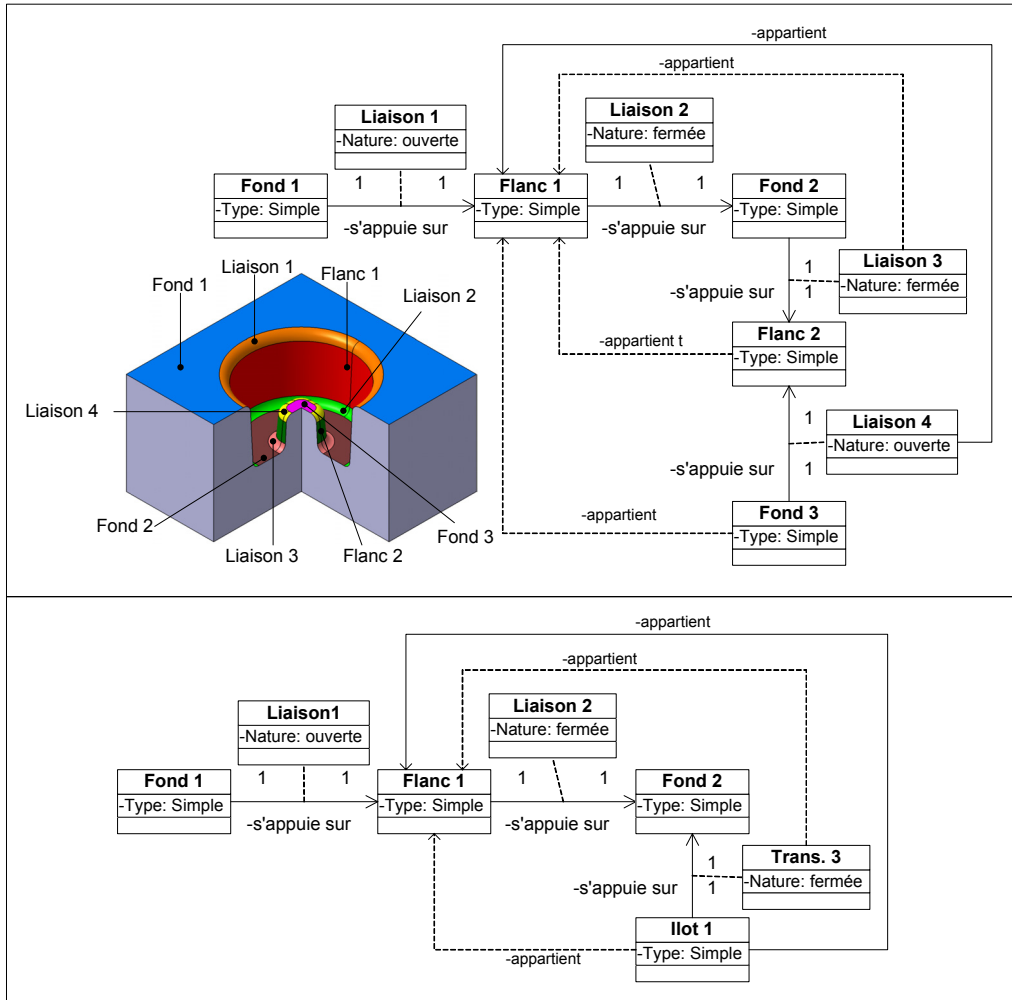 -appartient
-appartient
Liaison 1
-Nature: ouverte
Liaison 2
-Nature: fermée
Fond 1
-Type: Simple
1
1
-s'appuie sur
Flanc 1
-Type: Simple
1
1
-s'appuie sur
Fond 2
-Type: Simple
Liaison 3
-Nature: fermée
1
-s'appuie sur
1
Flanc 2
-Type: Simple
-appartient t
Liaison 4
-Nature: ouverte
1
-s'appuie sur
1
Fond 3
-Type: Simple
-appartient
Fond 1
Liaison 1
Flanc 1
Liaison 2
Liaison 4
Fond 2
Liaison 3
Flanc 2
Fond 3
-appartient
-appartient
Liaison1
-Nature: ouverte
Liaison 2
-Nature: fermée
Fond 1
-Type: Simple
1
1
-s'appuie sur
Flanc 1
-Type: Simple
1
1
-s'appuie sur
Fond 2
-Type: Simple
Trans. 3
-Nature: fermée
1
-s'appuie sur
1
Ilot 1
-Type: Simple
-appartient